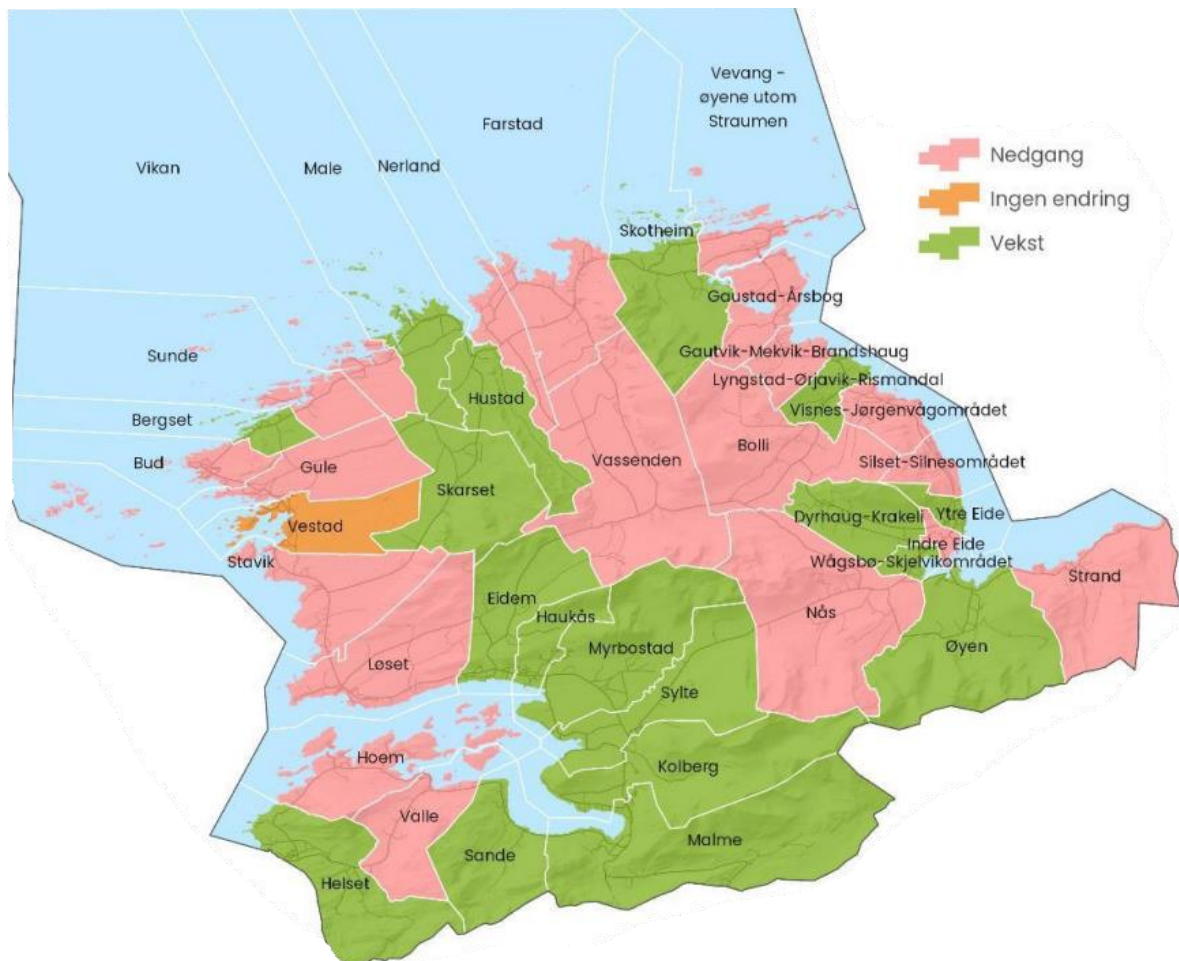 Vevang -
øyene utom
Straumen
Farstad
Vikan
Male
Nerland
Nedgang
Ingen endring
Vekst
Skotheim
Gaustad-Årsbog
Sunde
Gautvik-Mekvik-Brandshaug
Lyngstad-Ørjavik-Rismandal
Hustad
Visnes-Jørgenvågområdet
Bergset
Bolli
Bud
Gule
Vassenden
Silset-Silnesområdet
Skarset
Vestad
Dyrhaug-Krakeli
Ytre Eide
Indre Eide
Stavik
Wågsbø-Skjelvikområdet
Strand
Eidem
Haukås
Nås
Myrbostad
Øyen
Løset
Sylte
Hoem
Kolberg
Valle
Malme
Sande
Helset